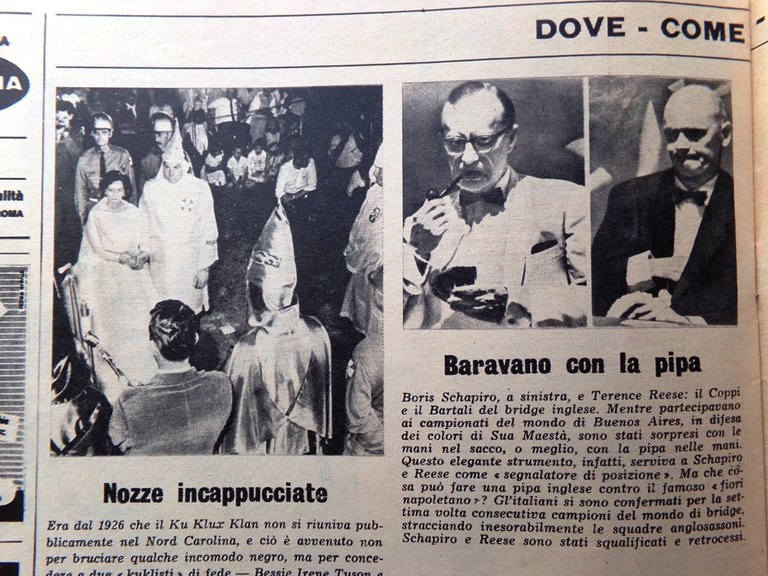 DOVE - COME -
alità
ROMA
Nozze incappucciate
Era dal 1926 che il Ku Klux Klan non si riuniva pub-
blicamente nel Nord Carolina, e ciò è avvenuto non
per bruciare qualche incomodo negro, ma per conce-
dere a due « kuklisti » di fede — Bessie Irene Tyson e
Baravano con la pipa
Boris Schapiro, a sinistra, e Terence Reese: il Coppi
e il Bartali del bridge inglese. Mentre partecipavano
ai campionati del mondo di Buenos Aires, in difesa
dei colori di Sua Maestà, sono stati sorpresi con le
mani nel sacco, o meglio, con la pipa nelle mani.
Questo elegante strumento, infatti, serviva a Schapiro
e Reese come « segnalatore di posizione ». Ma che co-
sa può fare una pipa inglese contro il famoso « fiori
napoletano »? Gl'italiani si sono confermati per la set-
tima volta consecutiva campioni del mondo di bridge,
stracciando inesorabilmente le squadre anglosassoni.
Schapiro e Reese sono stati squalificati e retrocessi.